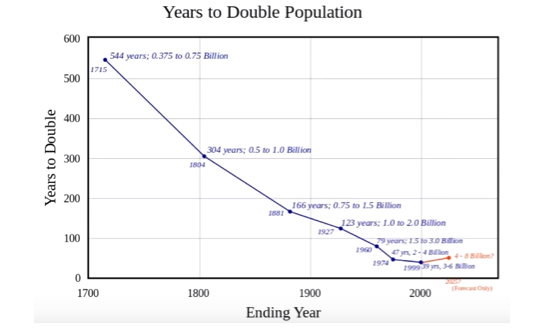 Years to Double Population
600
500
400
300
200
100
0
Years to Double
544 years; 0.375 to 0.75 Billion
1715
304 years; 0.5 to 1.0 Billion
1804
166 years; 0.75 to 1.5 Billion
1881
123 years; 1.0 to 2.0 Billion
1927
79 years; 1.5 to 3.0 Billion
1960
47 yrs, 2 - 4 Billion
1974
39 yrs, 3-6 Billion
1999
4 - 8 Billion?
2025?
(Forecast Only)
1700
1800
1900
2000
Ending Year